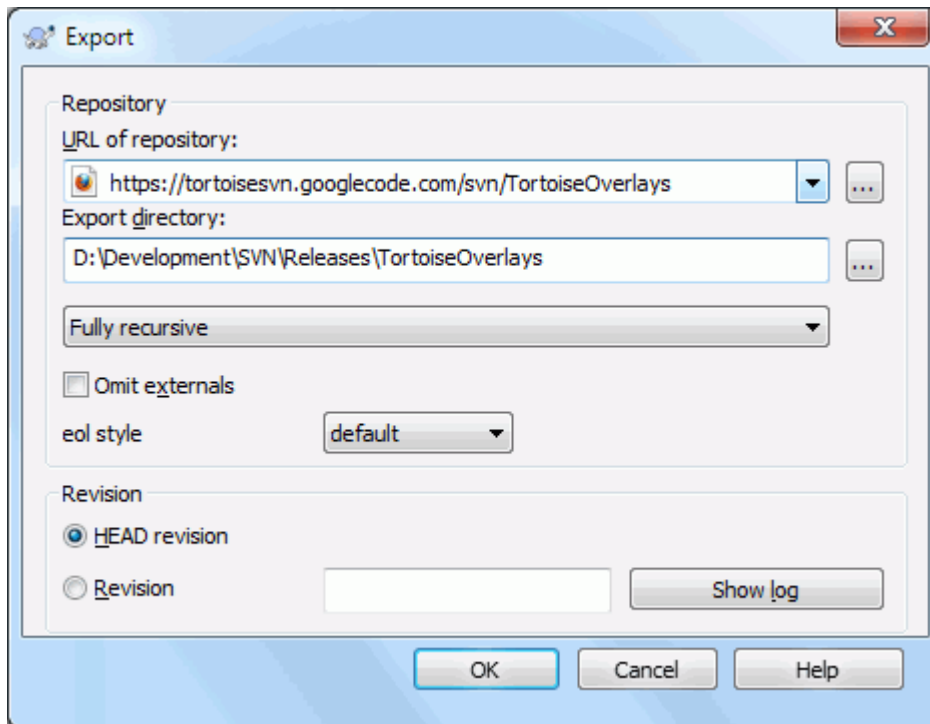 Export
Repository
URL of repository:
https://tortoisesvn.googlecode.com/svn/TortoiseOverlays
...
Export directory:
D:\Development\SVN\Releases\TortoiseOverlays
...
Fully recursive
Omit externals
eol style default
Revision
HEAD revision
Revision Show log
OK Cancel Help